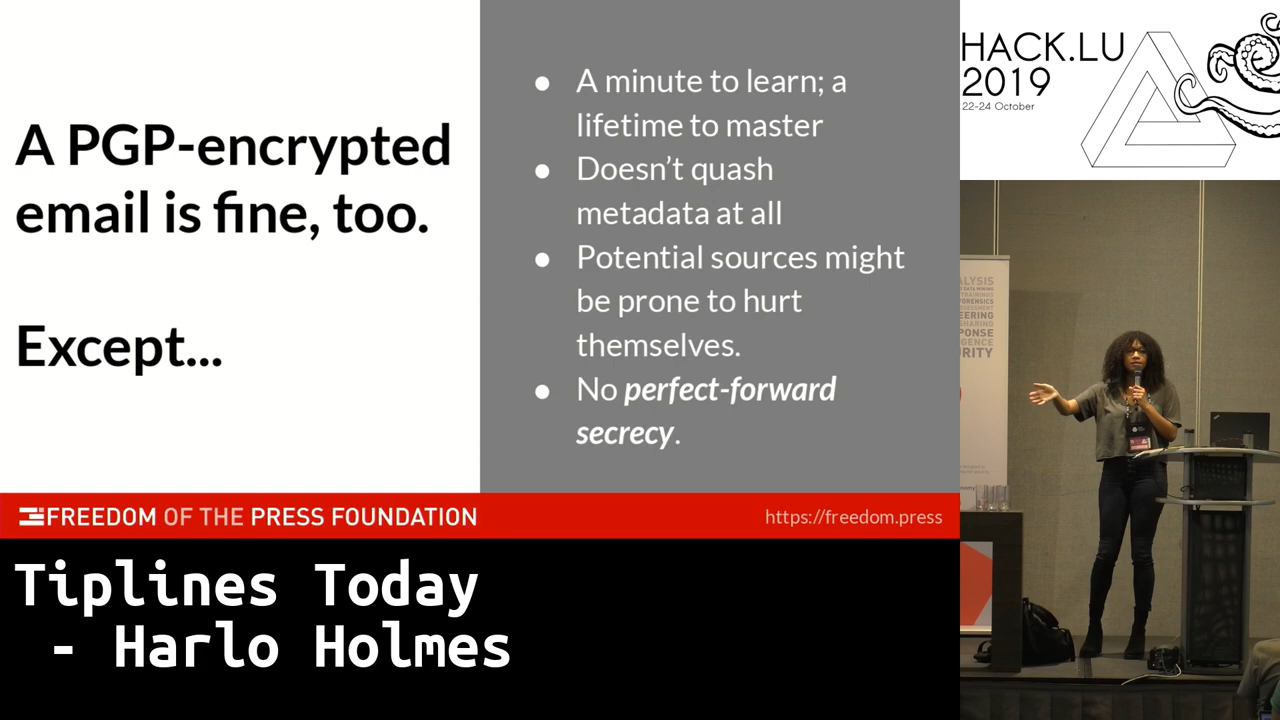 A PGP-encrypted
email is fine, too.
Except...
● A minute to learn; a
lifetime to master
● Doesn’t quash
metadata at all
● Potential sources might
be prone to hurt
themselves.
● No perfect-forward
secrecy.
FREEDOM OF THE PRESS FOUNDATION
https://freedom.press
Tiplines Today
- Harlo Holmes
HACK.LU
2019
22-24 October